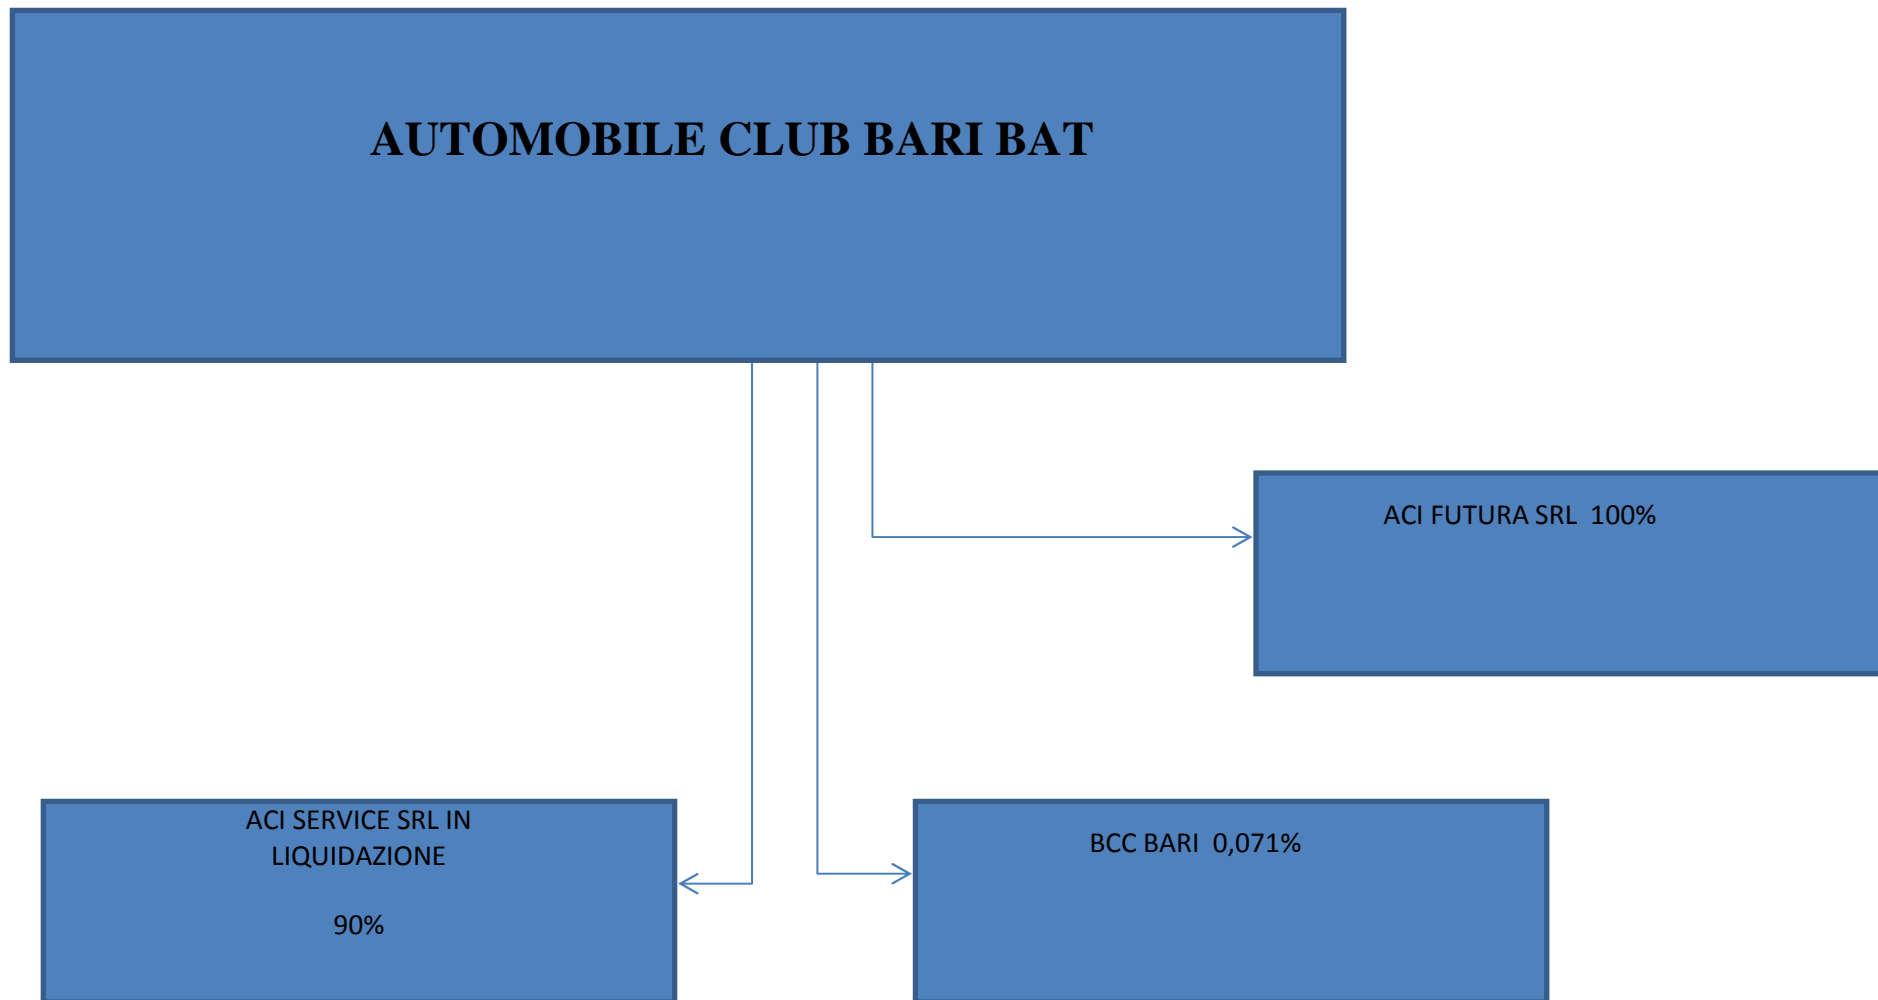 AUTOMOBILE CLUB BARI BAT
ACI FUTURA SRL 100%
ACI SERVICE SRL IN
LIQUIDAZIONE
90%
BCC BARI 0,071%